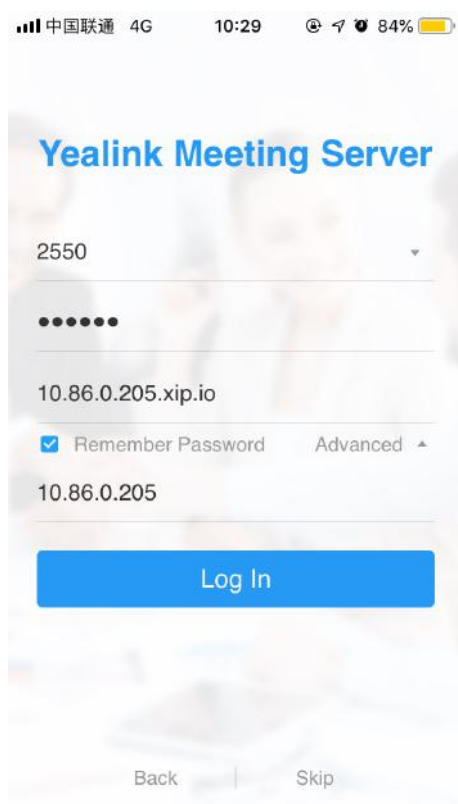 中国联通 4G 10:29 84%
Yealink Meeting Server
2550
●●●●●●
10.86.0.205.xip.io
Remember Password Advanced
10.86.0.205
Log In
Back Skip